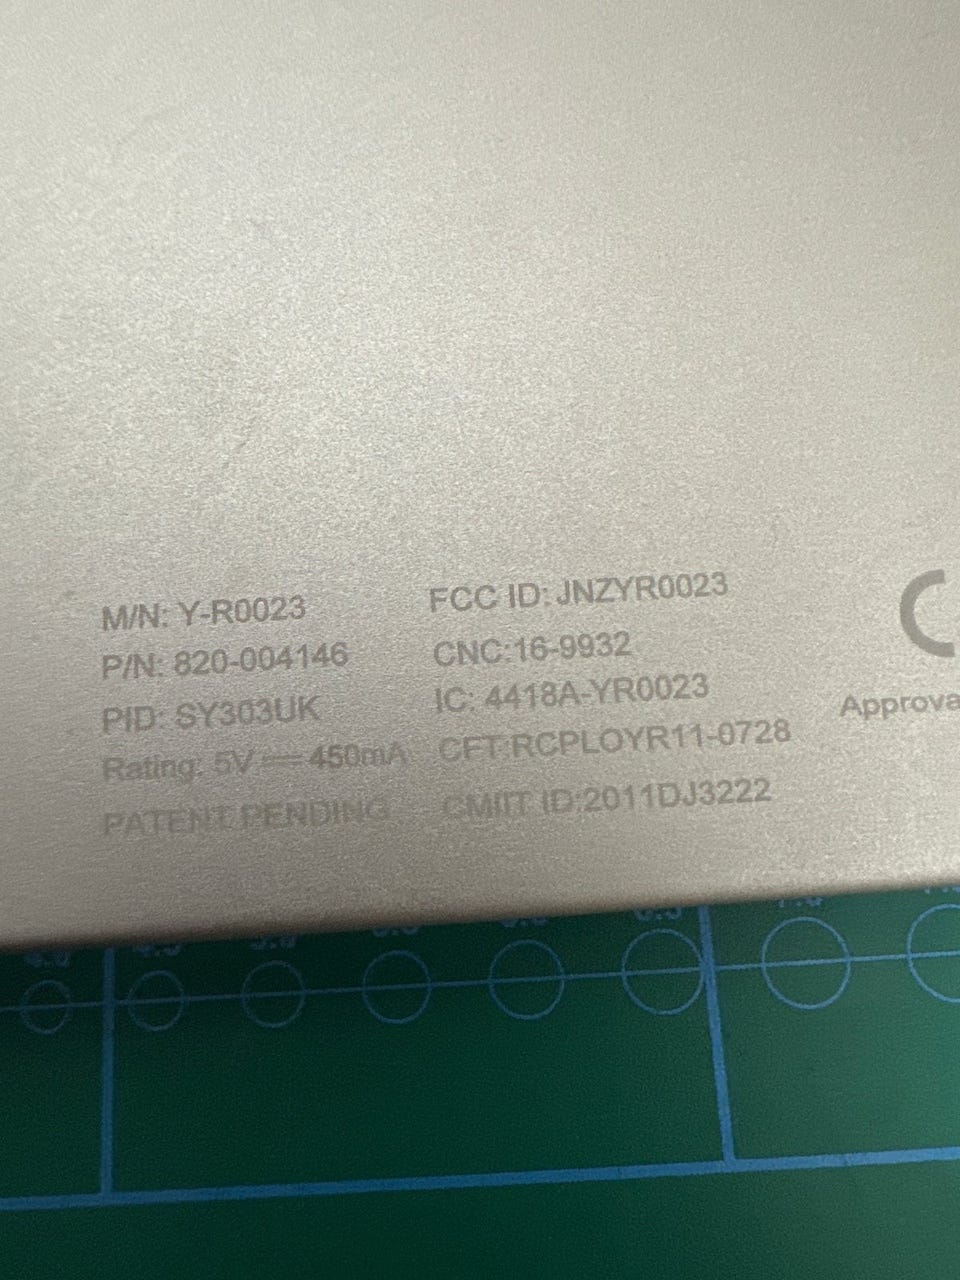 M/N: Y-R0023
P/N: 820-004146
PID: SY303UK
Rating: 5V ⎓ 450mA
PATENT PENDING
FCC ID: JNZYR0023
CNC:16-9932
IC: 4418A-YR0023
CFT:RCPLOYR11-0728
CMIIT ID:2011DJ3222
C
Approva